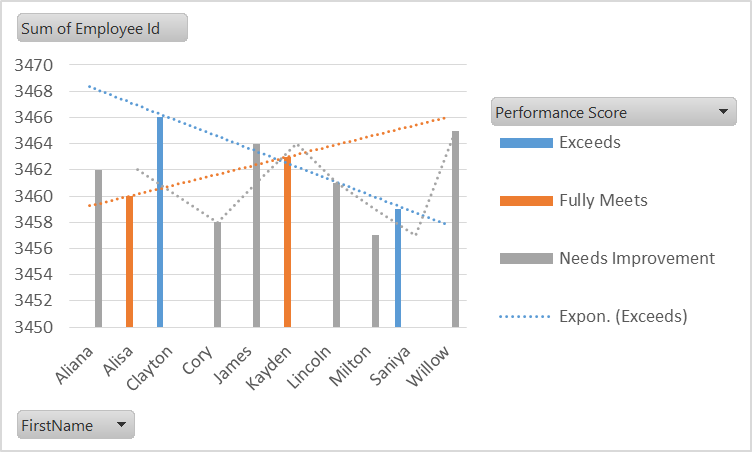 Sum of Employee Id
3470
3468
3466
3464
3462
3460
3458
3456
3454
3452
3450
Aliana
Alisa
Clayton
Cory
James
Kayden
Lincoln
Milton
Saniya
Willow
Performance Score
Exceeds
Fully Meets
Needs Improvement
Expon. (Exceeds)
FirstName